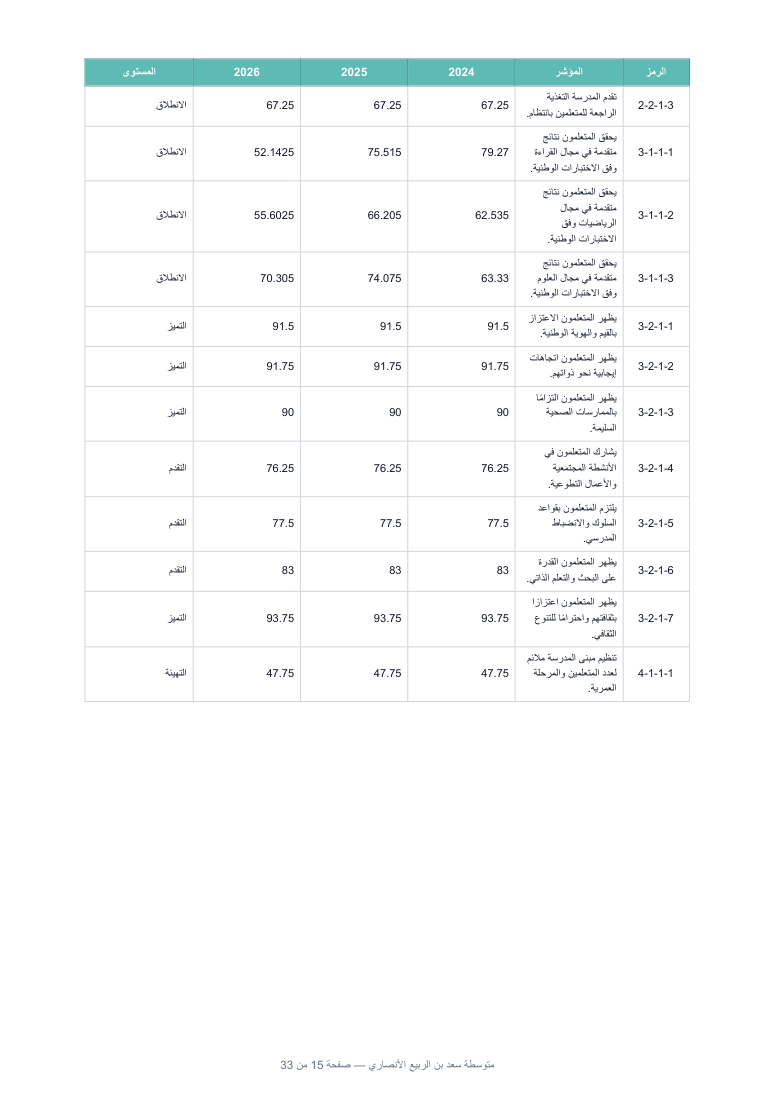 الرمز المؤشر 2024 2025 2026 المستوى
2-2-1-3 تقدم المدرسة التغذية 67.25 67.25 67.25 الانطلاق
الراجعة للمتعلمين بانتظام.
3-1-1-1 يحقق المتعلمون نتائج 79.27 75.515 52.1425 الانطلاق
متقدمة في مجال القراءة
وفق الاختبارات الوطنية.
3-1-1-2 يحقق المتعلمون نتائج 62.535 66.205 55.6025 الانطلاق
متقدمة في مجال
الرياضيات وفق
الاختبارات الوطنية.
3-1-1-3 يحقق المتعلمون نتائج 63.33 74.075 70.305 الانطلاق
متقدمة في مجال العلوم
وفق الاختبارات الوطنية.
3-2-1-1 يظهر المتعلمون الاعتزاز 91.5 91.5 91.5 التميز
بالقيم والهوية الوطنية.
3-2-1-2 يظهر المتعلمون اتجاهات 91.75 91.75 91.75 التميز
إيجابية نحو ذواتهم.
3-2-1-3 يظهر المتعلمون التزامًا 90 90 90 التميز
بالممارسات الصحية
السليمة.
3-2-1-4 يشارك المتعلمون في 76.25 76.25 76.25 التقدم
الأنشطة المجتمعية
والأعمال التطوعية.
3-2-1-5 يلتزم المتعلمون بقواعد 77.5 77.5 77.5 التقدم
السلوك والانضباط
المدرسي.
3-2-1-6 يظهر المتعلمون القدرة 83 83 83 التقدم
على البحث والتعلم الذاتي.
3-2-1-7 يظهر المتعلمون اعتزازا 93.75 93.75 93.75 التميز
بثقافتهم واحترامًا للتنوع
الثقافي.
4-1-1-1 تنظيم مبنى المدرسة ملائم 47.75 47.75 47.75 التهيئة
لعدد المتعلمين والمرحلة
العمرية.
متوسطة سعد بن الربيع الأنصاري — صفحة 15 من 33